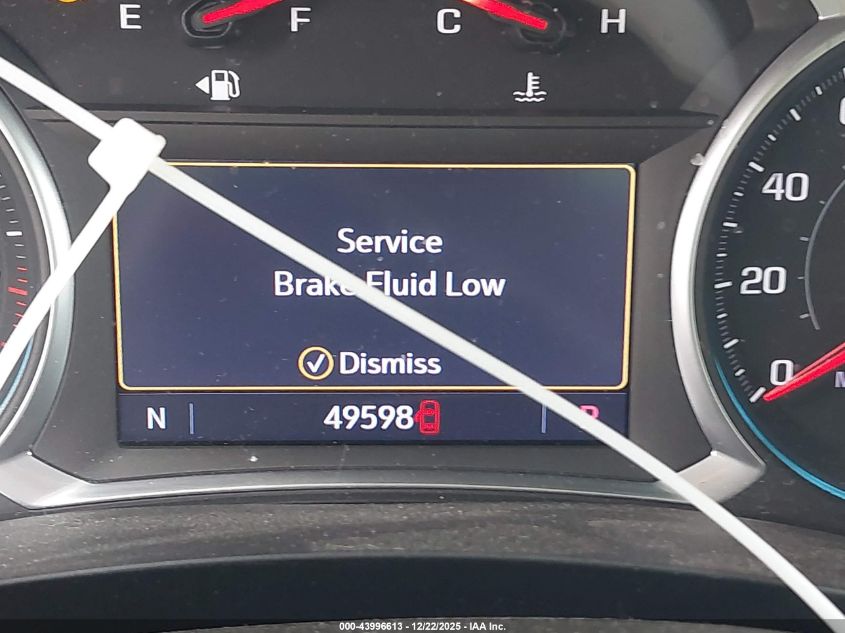 E F C H
40
20
0
Service
Brake Fluid Low
Dismiss
N 49598 P
000-43996613 - 12/22/2025 - IAA Inc.